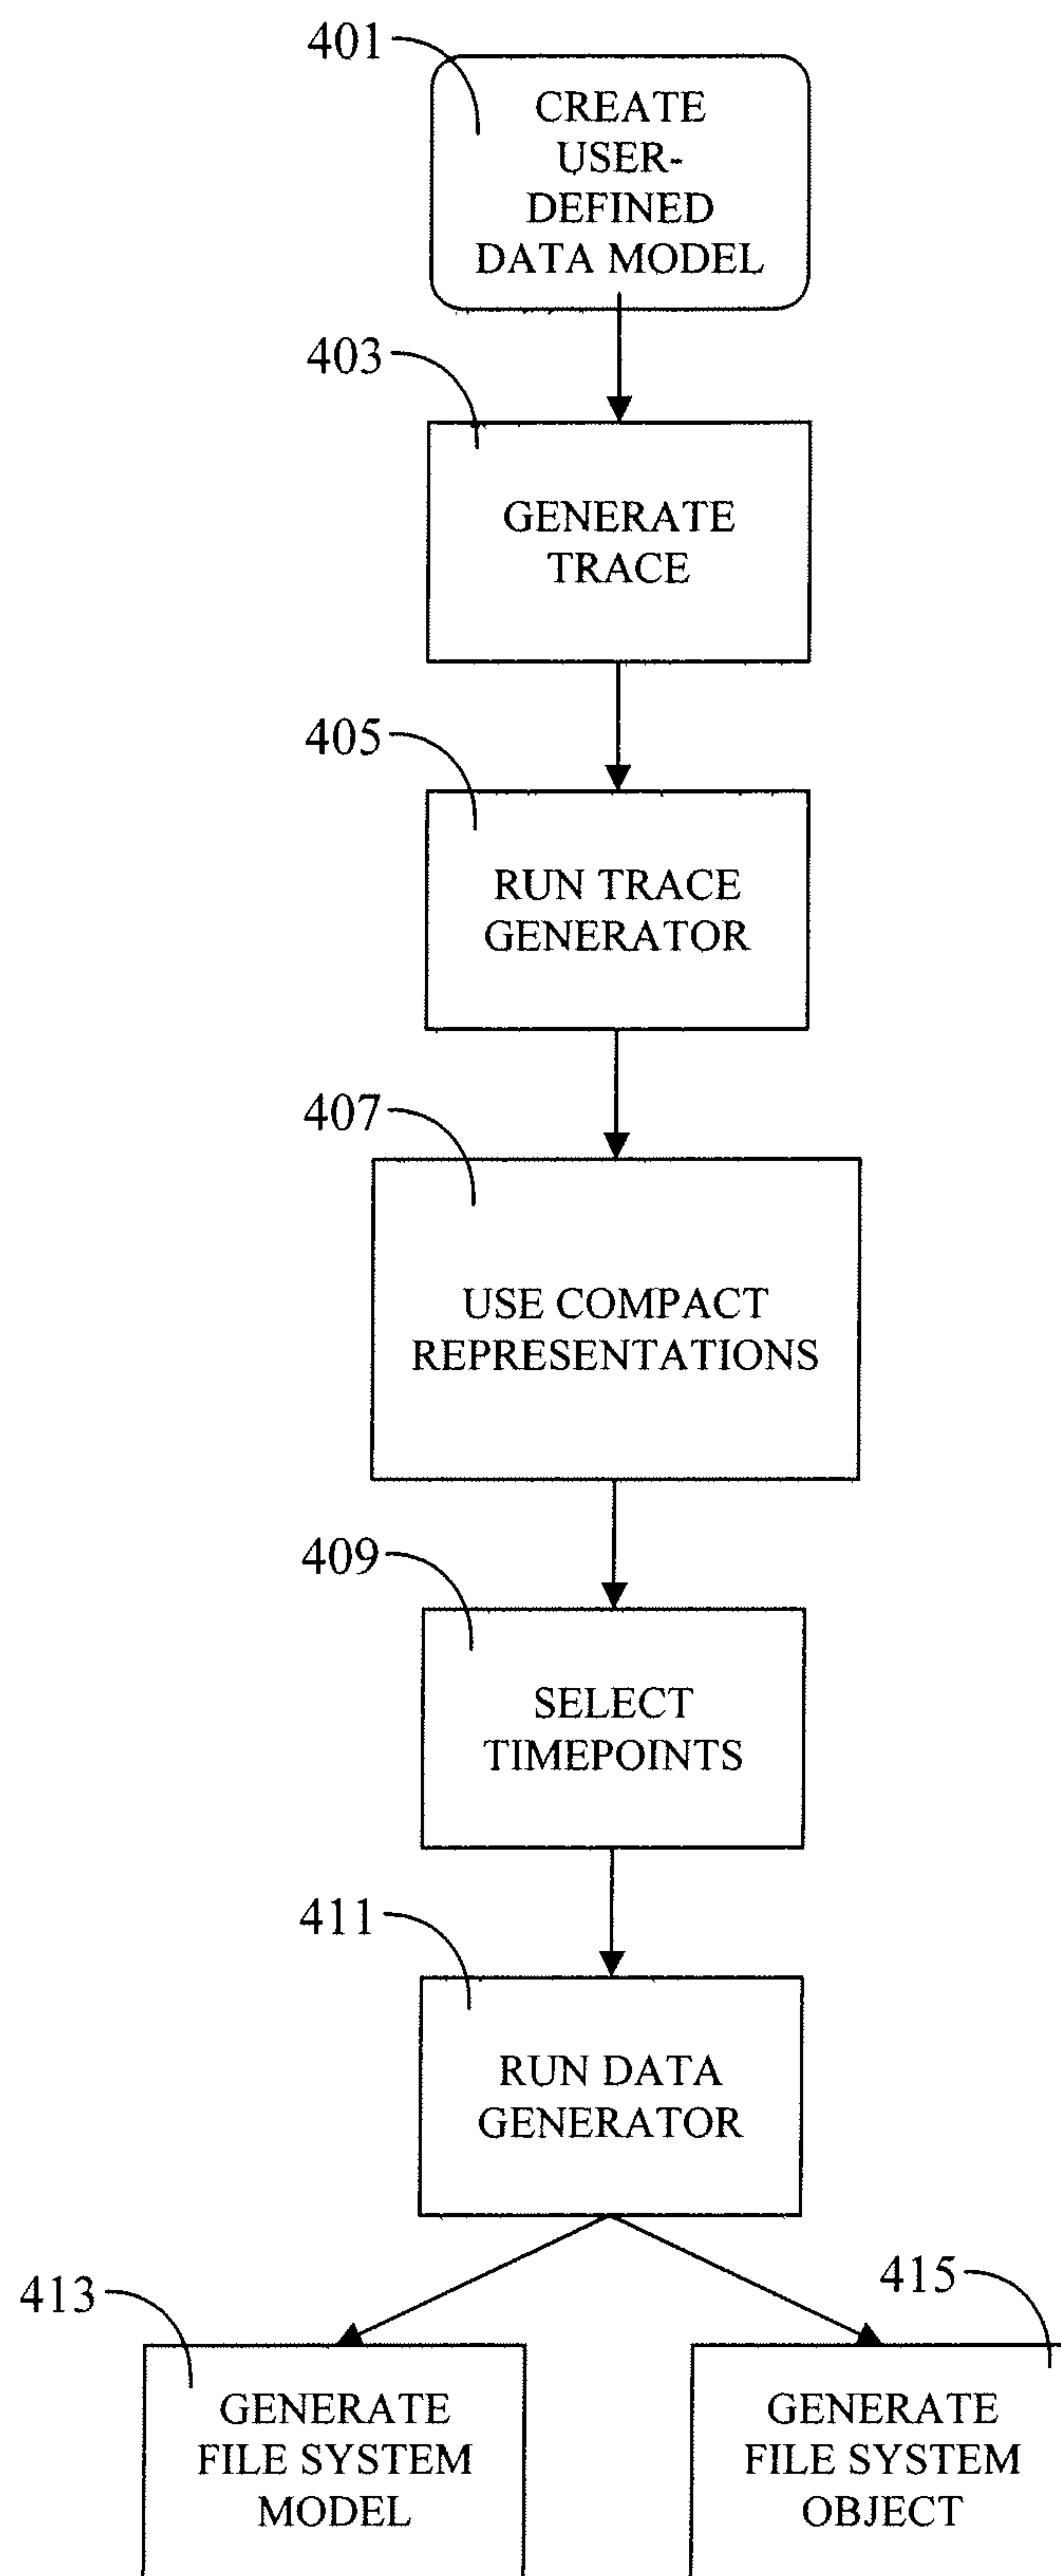 401
CREATE
USER-
DEFINED
DATA MODEL
403
GENERATE
TRACE
405
RUN TRACE
GENERATOR
407
USE COMPACT
REPRESENTATIONS
409
SELECT
TIMEPOINTS
411
RUN DATA
GENERATOR
413
GENERATE
FILE SYSTEM
MODEL
415
GENERATE
FILE SYSTEM
OBJECT